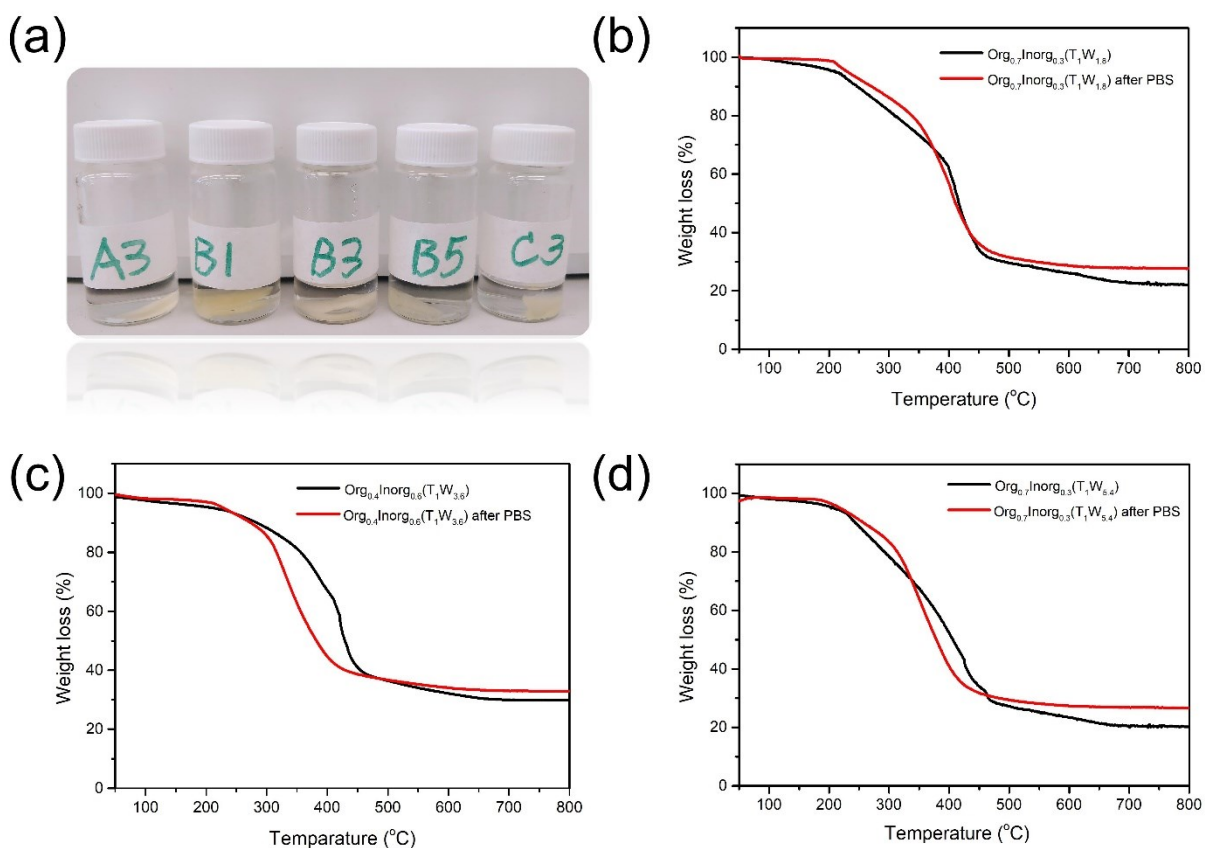 (a)
A3 B1 B3 B5 C3
(b)
Org0.7Inorg0.3(T1W1.8)
Org0.7Inorg0.3(T1W1.8) after PBS
Weight loss (%)
100
80
60
40
20
0
100 200 300 400 500 600 700 800
Temperature (°C)
(c)
Org0.4Inorg0.6(T1W3.6)
Org0.4Inorg0.6(T1W3.6) after PBS
Weight loss (%)
100
80
60
40
20
0
100 200 300 400 500 600 700 800
Temparature (°C)
(d)
Org0.7Inorg0.3(T1W5.4)
Org0.7Inorg0.3(T1W5.4) after PBS
Weight loss (%)
100
80
60
40
20
0
100 200 300 400 500 600 700 800
Temperature (°C)